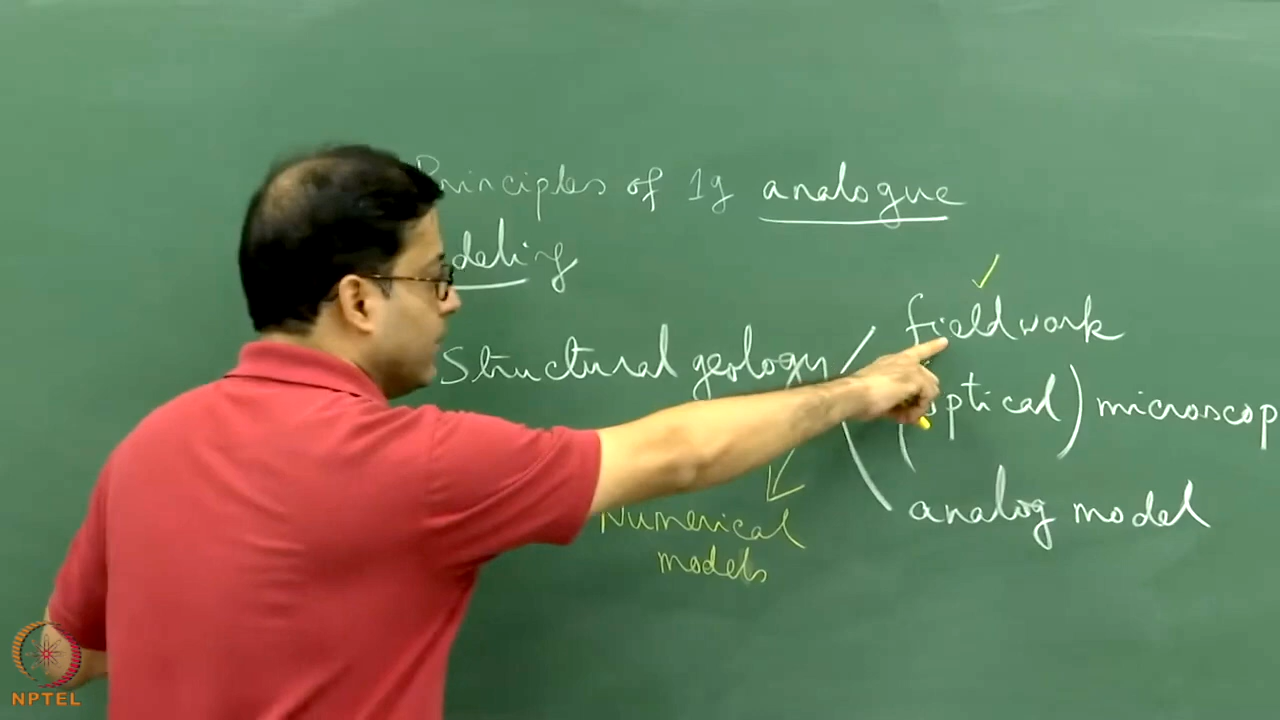 Principles of 1g analogue
deling
Structural geology
fieldwork
(optical) microscop
analog model
Numerical
models
NPTEL